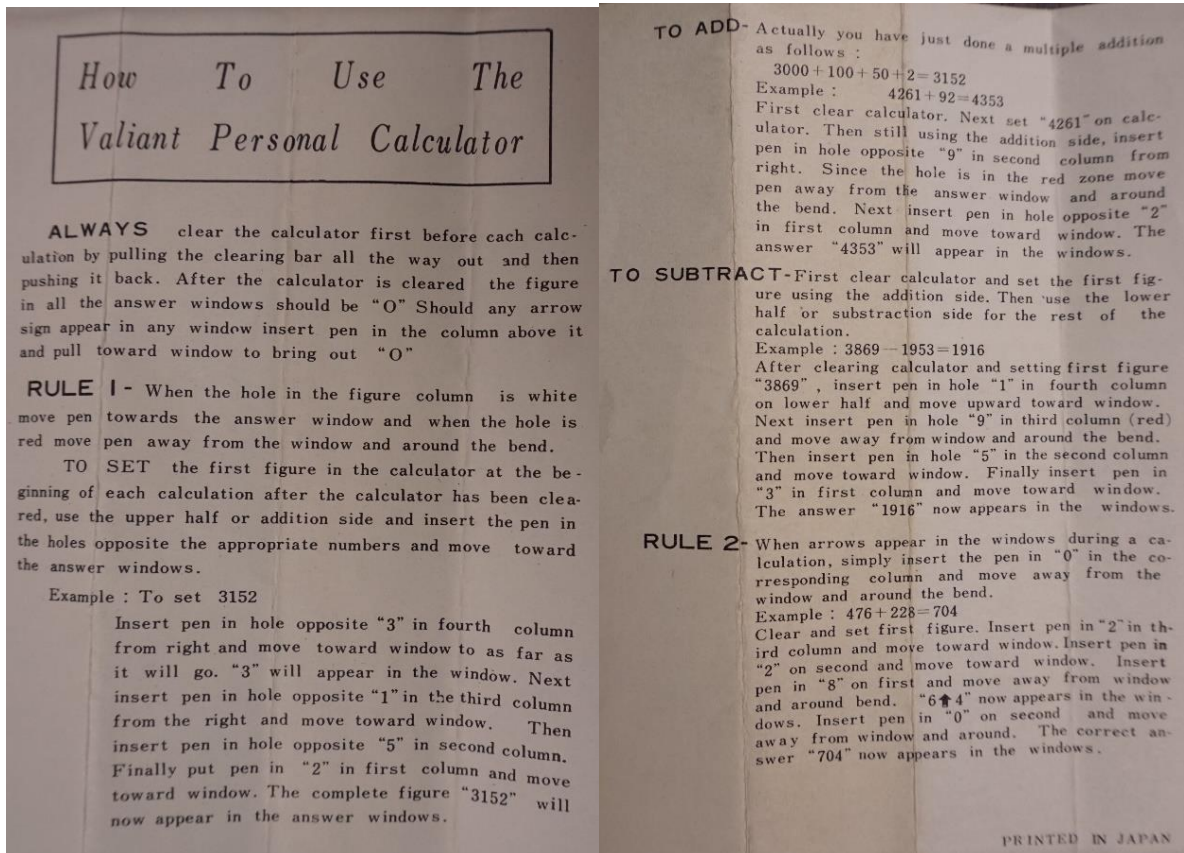 How To Use The
Valiant Personal Calculator
ALWAYS clear the calculator first before each calc-
ulation by pulling the clearing bar all the way out and then
pushing it back. After the calculator is cleared the figure
in all the answer windows should be "O" Should any arrow
sign appear in any window insert pen in the column above it
and pull toward window to bring out "O"
RULE 1- When the hole in the figure column is white
move pen towards the answer window and when the hole is
red move pen away from the window and around the bend.
TO SET the first figure in the calculator at the be-
ginning of each calculation after the calculator has been clea-
red, use the upper half or addition side and insert the pen in
the holes opposite the appropriate numbers and move toward
the answer windows.
Example : To set 3152
Insert pen in hole opposite "3" in fourth column
from right and move toward window to as far as
it will go. "3" will appear in the window. Next
insert pen in hole opposite "1" in the third column
from the right and move toward window. Then
insert pen in hole opposite "5" in second column.
Finally put pen in "2" in first column and move
toward window. The complete figure "3152" will
now appear in the answer windows.
TO ADD- Actually you have just done a multiple addition
as follows :
3000+100+50+2=3152
Example : 4261+92=4353
First clear calculator. Next set "4261" on calc-
ulator. Then still using the addition side, insert
pen in hole opposite "9" in second column from
right. Since the hole is in the red zone move
pen away from the answer window and around
the bend. Next insert pen in hole opposite "2"
in first column and move toward window. The
answer "4353" will appear in the windows.
TO SUBTRACT-First clear calculator and set the first fig-
ure using the addition side. Then use the lower
half or substraction side for the rest of the
calculation.
Example : 3869-1953=1916
After clearing calculator and setting first figure
"3869", insert pen in hole "1" in fourth column
on lower half and move upward toward window.
Next insert pen in hole "9" in third column (red)
and move away from window and around the bend.
Then insert pen in hole "5" in the second column
and move toward window. Finally insert pen in
"3" in first column and move toward window.
The answer "1916" now appears in the windows.
RULE 2- When arrows appear in the windows during a ca-
lculation, simply insert the pen in "0" in the co-
rresponding column and move away from the
window and around the bend.
Example : 476+228=704
Clear and set first figure. Insert pen in "2" in th-
ird column and move toward window. Insert pen in
"2" on second and move toward window. Insert
pen in "8" on first and move away from window
and around bend. "6⬆4" now appears in the win-
dows. Insert pen in "0" on second and move
away from window and around. The correct an-
swer "704" now appears in the windows.
PRINTED IN JAPAN